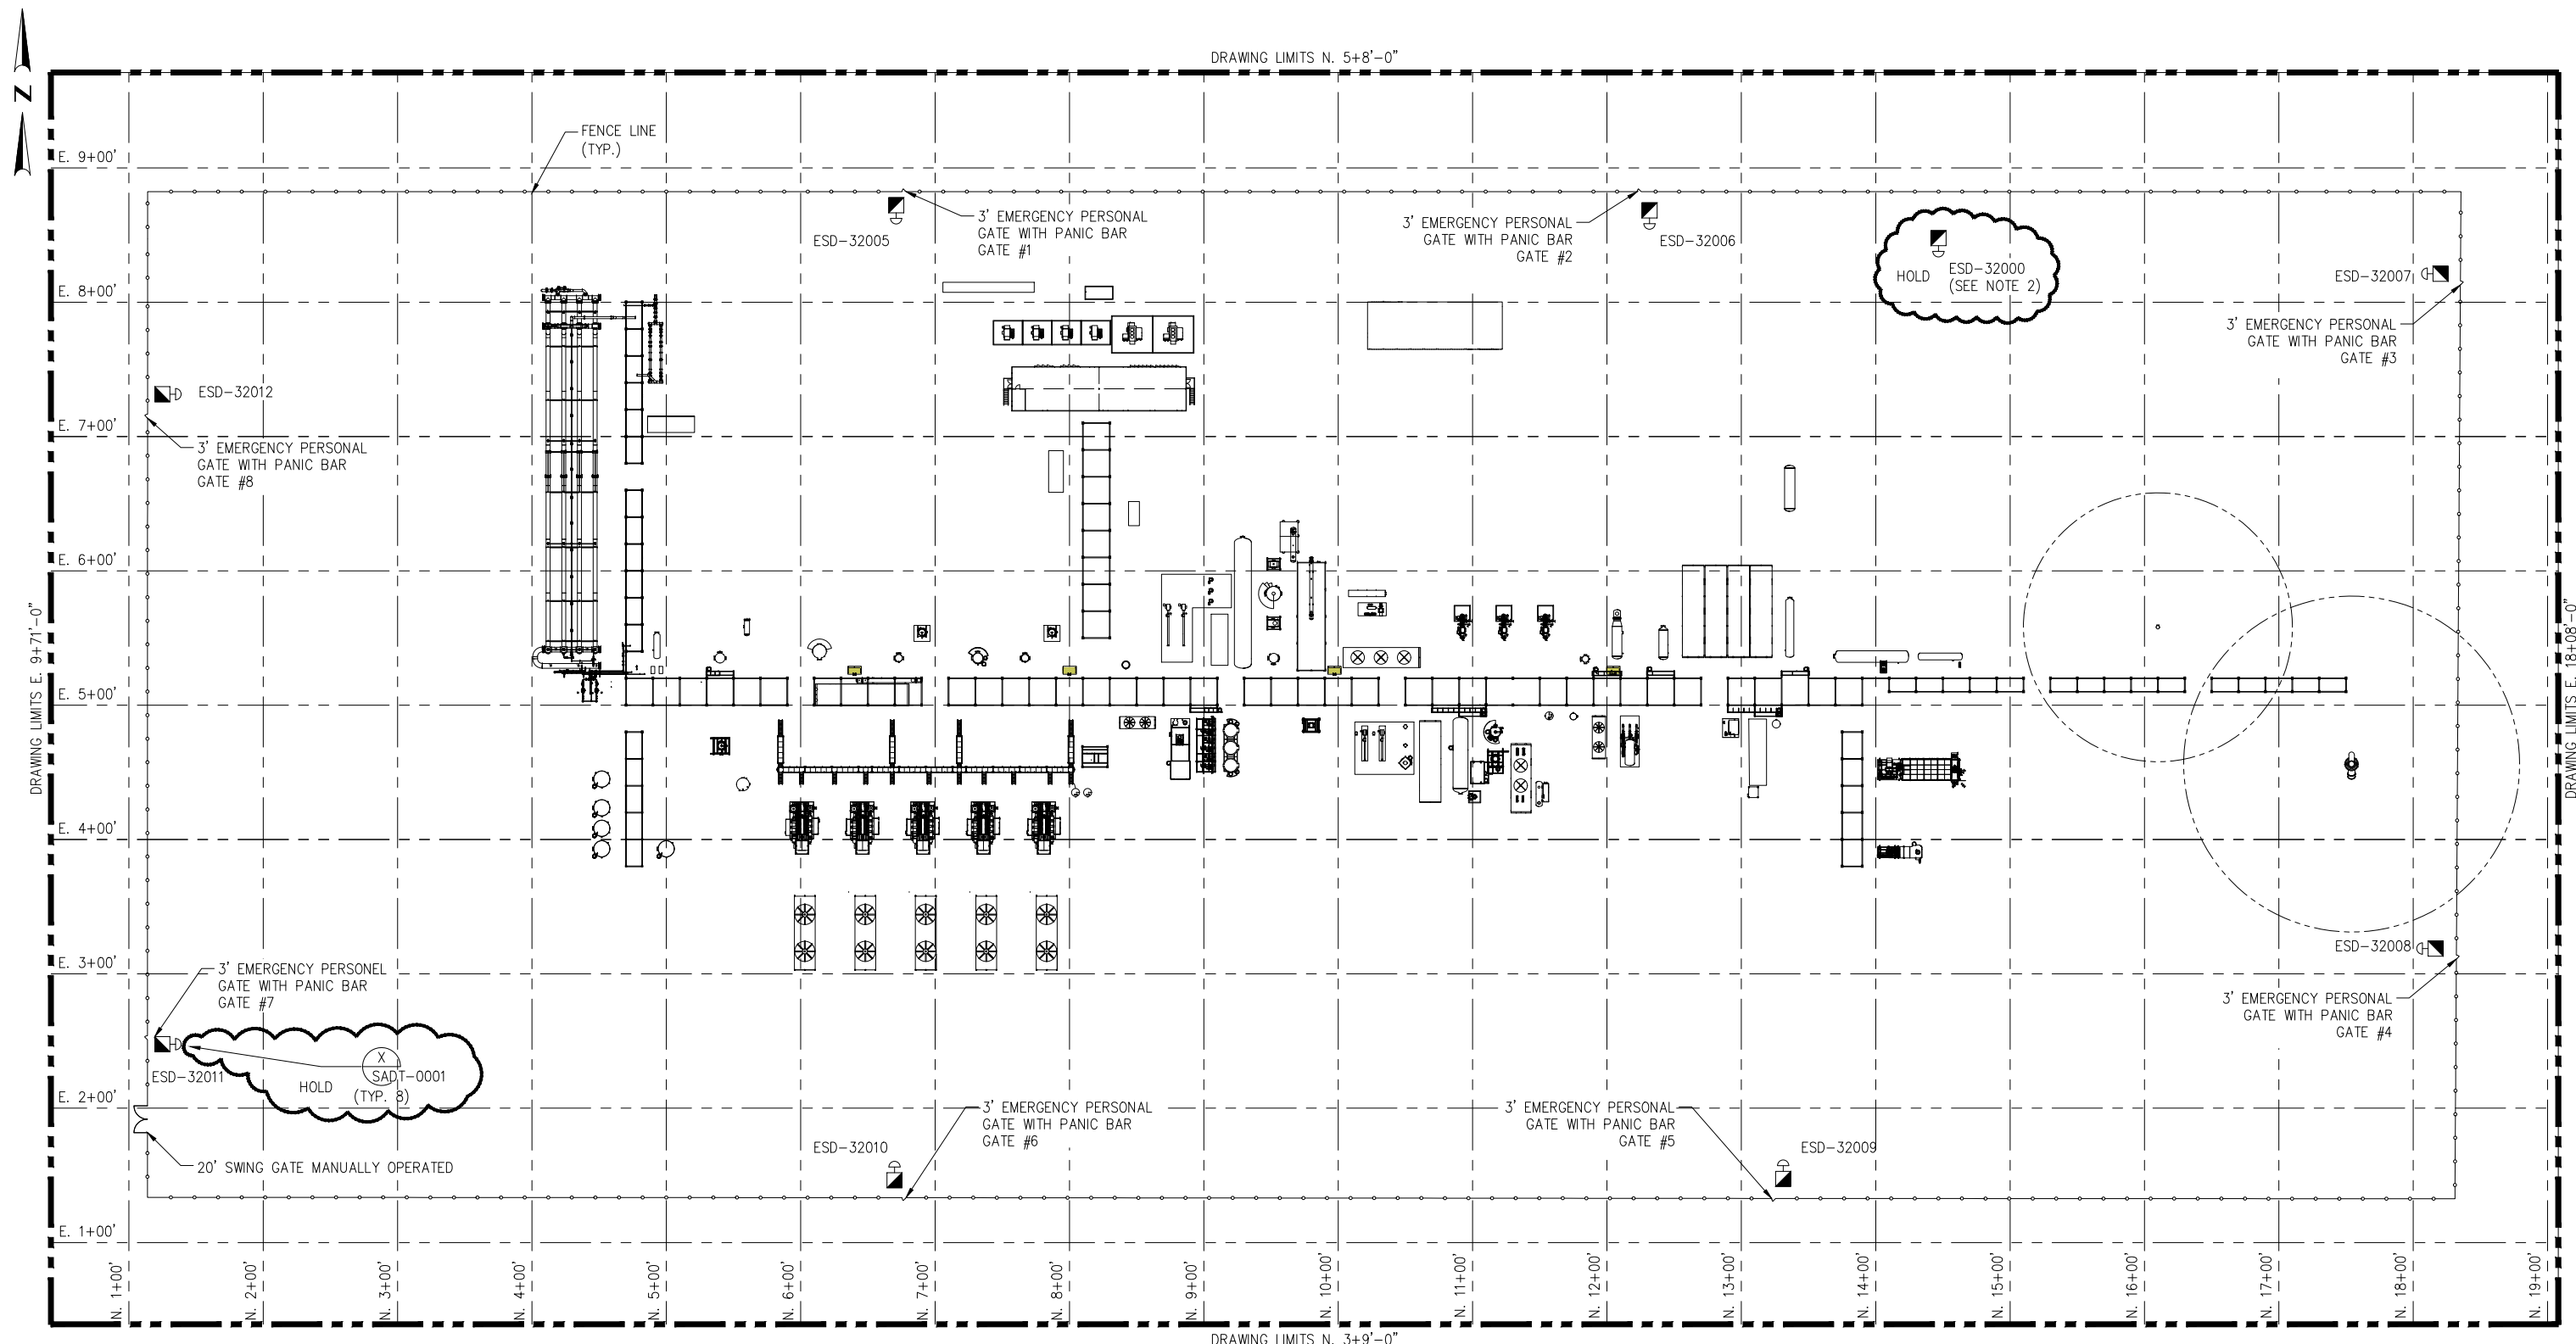 DRAWING LIMITS N. 5+8'-0"
N
FENCE LINE
(TYP.)
E. 9+00'
3' EMERGENCY PERSONAL
GATE WITH PANIC BAR
GATE #1
ESD-32005
3' EMERGENCY PERSONAL
GATE WITH PANIC BAR
GATE #2
ESD-32006
HOLD
ESD-32000
(SEE NOTE 2)
ESD-32007
3' EMERGENCY PERSONAL
GATE WITH PANIC BAR
GATE #3
E. 8+00'
ESD-32012
E. 7+00'
3' EMERGENCY PERSONAL
GATE WITH PANIC BAR
GATE #8
E. 6+00'
DRAWING LIMITS E. 9+71'-0"
DRAWING LIMITS E. 18+08'-0"
E. 5+00'
E. 4+00'
E. 3+00'
3' EMERGENCY PERSONEL
GATE WITH PANIC BAR
GATE #7
ESD-32008
3' EMERGENCY PERSONAL
GATE WITH PANIC BAR
GATE #4
ESD-32011
X
SADT-0001
HOLD
(TYP. 8)
E. 2+00'
3' EMERGENCY PERSONAL
GATE WITH PANIC BAR
GATE #6
ESD-32010
3' EMERGENCY PERSONAL
GATE WITH PANIC BAR
GATE #5
ESD-32009
20' SWING GATE MANUALLY OPERATED
E. 1+00'
N. 1+00'
N. 2+00'
N. 3+00'
N. 4+00'
N. 5+00'
N. 6+00'
N. 7+00'
N. 8+00'
N. 9+00'
N. 10+00'
N. 11+00'
N. 12+00'
N. 13+00'
N. 14+00'
N. 15+00'
N. 16+00'
N. 17+00'
N. 18+00'
N. 19+00'
DRAWING LIMITS N. 3+9'-0"